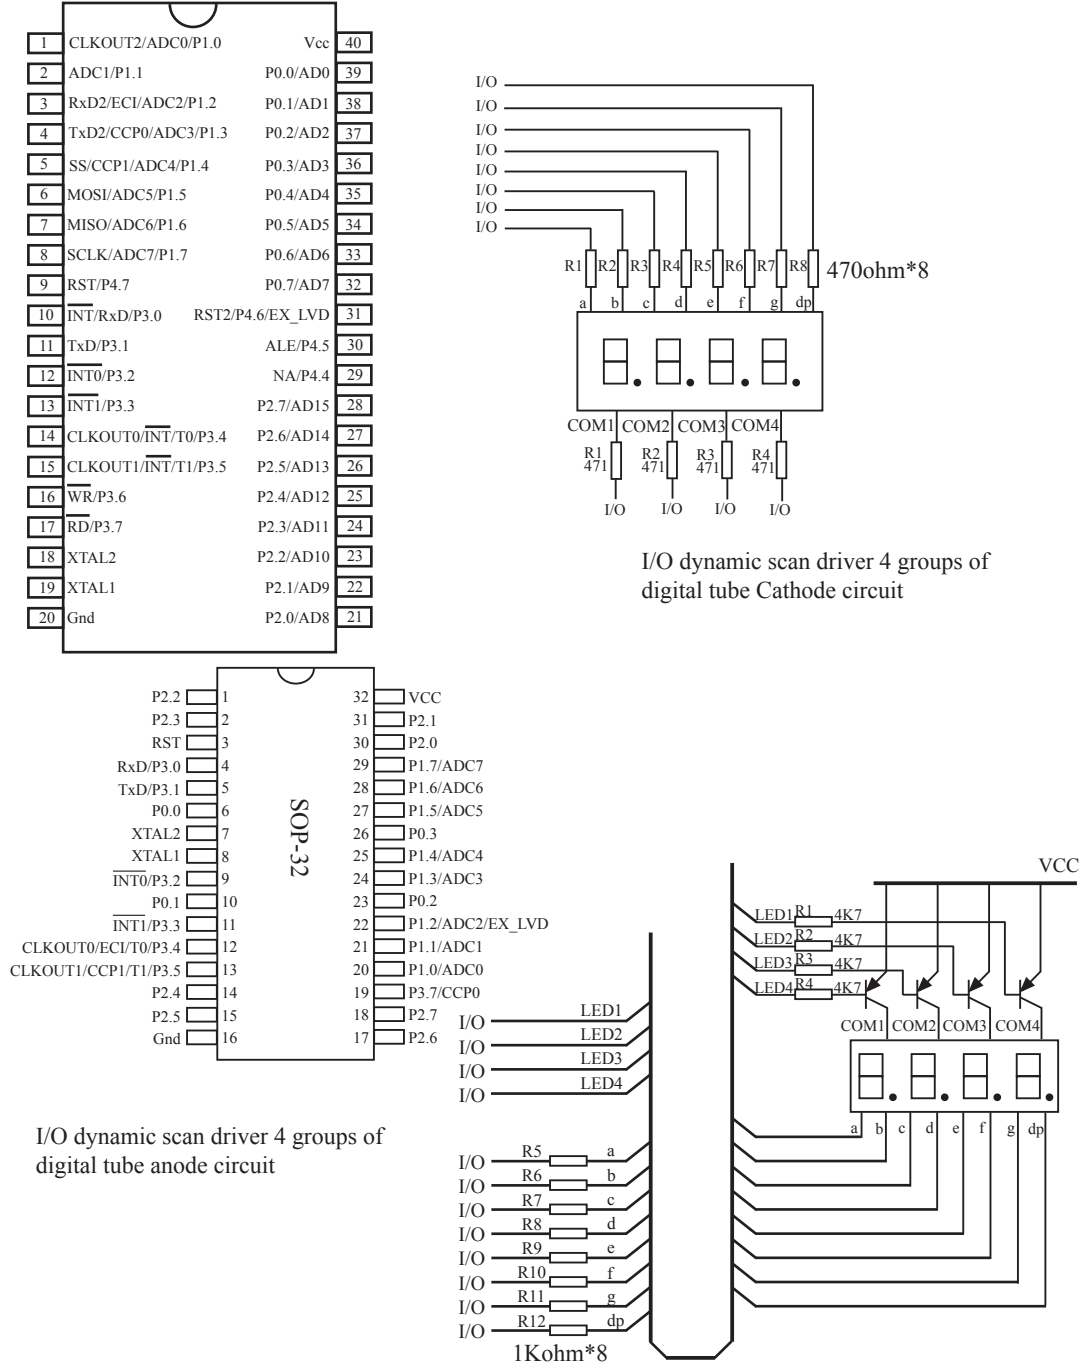 1 CLKOUT2/ADC0/P1.0 Vcc 40
2 ADC1/P1.1 P0.0/AD0 39
3 RxD2/ECI/ADC2/P1.2 P0.1/AD1 38
4 TxD2/CCP0/ADC3/P1.3 P0.2/AD2 37
5 SS/CCP1/ADC4/P1.4 P0.3/AD3 36
6 MOSI/ADC5/P1.5 P0.4/AD4 35
7 MISO/ADC6/P1.6 P0.5/AD5 34
8 SCLK/ADC7/P1.7 P0.6/AD6 33
9 RST/P4.7 P0.7/AD7 32
10 INT/RxD/P3.0 RST2/P4.6/EX_LVD 31
11 TxD/P3.1 ALE/P4.5 30
12 INT0/P3.2 NA/P4.4 29
13 INT1/P3.3 P2.7/AD15 28
14 CLKOUT0/INT/T0/P3.4 P2.6/AD14 27
15 CLKOUT1/INT/T1/P3.5 P2.5/AD13 26
16 WR/P3.6 P2.4/AD12 25
17 RD/P3.7 P2.3/AD11 24
18 XTAL2 P2.2/AD10 23
19 XTAL1 P2.1/AD9 22
20 Gnd P2.0/AD8 21
I/O
I/O
I/O
I/O
I/O
I/O
I/O
I/O
R1 R2 R3 R4 R5 R6 R7 R8 470ohm*8
a b c d e f g dp
COM1 COM2 COM3 COM4
R1 R2 R3 R4
471 471 471 471
I/O I/O I/O I/O
I/O dynamic scan driver 4 groups of
digital tube Cathode circuit
P2.2 1 32 VCC
P2.3 2 31 P2.1
RST 3 30 P2.0
RxD/P3.0 4 29 P1.7/ADC7
TxD/P3.1 5 28 P1.6/ADC6
P0.0 6 27 P1.5/ADC5
XTAL2 7 26 P0.3
XTAL1 8 25 P1.4/ADC4
INT0/P3.2 9 24 P1.3/ADC3
P0.1 10 23 P0.2
INT1/P3.3 11 22 P1.2/ADC2/EX_LVD
CLKOUT0/ECI/T0/P3.4 12 21 P1.1/ADC1
CLKOUT1/CCP1/T1/P3.5 13 20 P1.0/ADC0
P2.4 14 19 P3.7/CCP0
P2.5 15 18 P2.7
Gnd 16 17 P2.6
SOP-32
I/O dynamic scan driver 4 groups of
digital tube anode circuit
I/O LED1
I/O LED2
I/O LED3
I/O LED4
I/O R5 a
I/O R6 b
I/O R7 c
I/O R8 d
I/O R9 e
I/O R10 f
I/O R11 g
I/O R12 dp
1Kohm*8
VCC
LED1 R1 4K7
LED2 R2 4K7
LED3 R3 4K7
LED4 R4 4K7
COM1 COM2 COM3 COM4
a b c d e f g dp